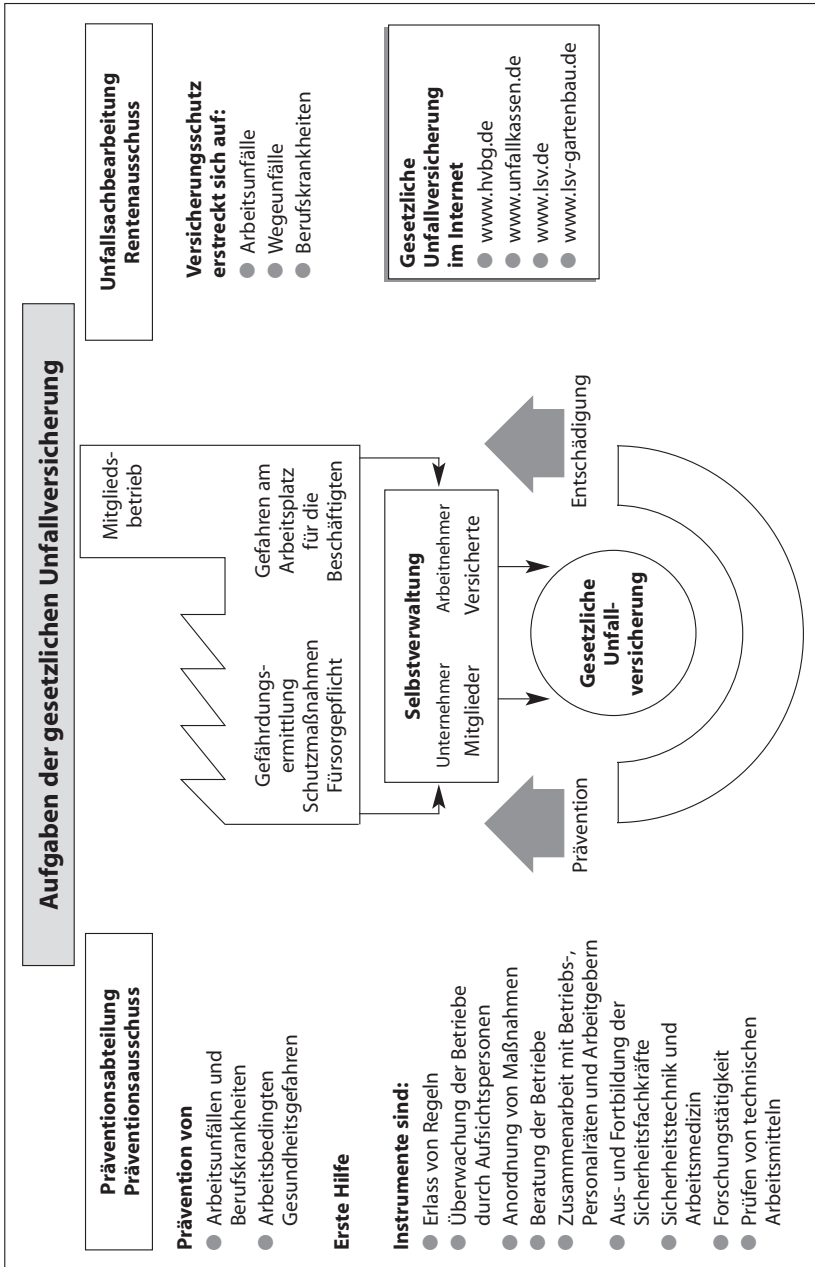 Aufgaben der gesetzlichen Unfallversicherung
Präventionsabteilung
Präventionsausschuss
Prävention von
Arbeitsunfällen und
Berufskrankheiten
Arbeitsbedingten
Gesundheitsgefahren
Erste Hilfe
Instrumente sind:
Erlass von Regeln
Überwachung der Betriebe
durch Aufsichtspersonen
Anordnung von Maßnahmen
Beratung der Betriebe
Zusammenarbeit mit Betriebs-,
Personalräten und Arbeitgebern
Aus- und Fortbildung der
Sicherheitsfachkräfte
Sicherheitstechnik und
Arbeitsmedizin
Forschungstätigkeit
Prüfen von technischen
Arbeitsmitteln
Mitglieds-
betrieb
Gefährdungs-
ermittlung
Schutzmaßnahmen
Fürsorgepflicht
Gefahren am
Arbeitsplatz
für die
Beschäftigten
Selbstverwaltung
Unternehmer Arbeitnehmer
Mitglieder Versicherte
Prävention
Entschädigung
Gesetzliche
Unfall-
versicherung
Unfallsachbearbeitung
Rentenausschuss
Versicherungsschutz
erstreckt sich auf:
Arbeitsunfälle
Wegeunfälle
Berufskrankheiten
Gesetzliche
Unfallversicherung
im Internet
www.hvbg.de
www.unfallkassen.de
www.lsv.de
www.lsv-gartenbau.de